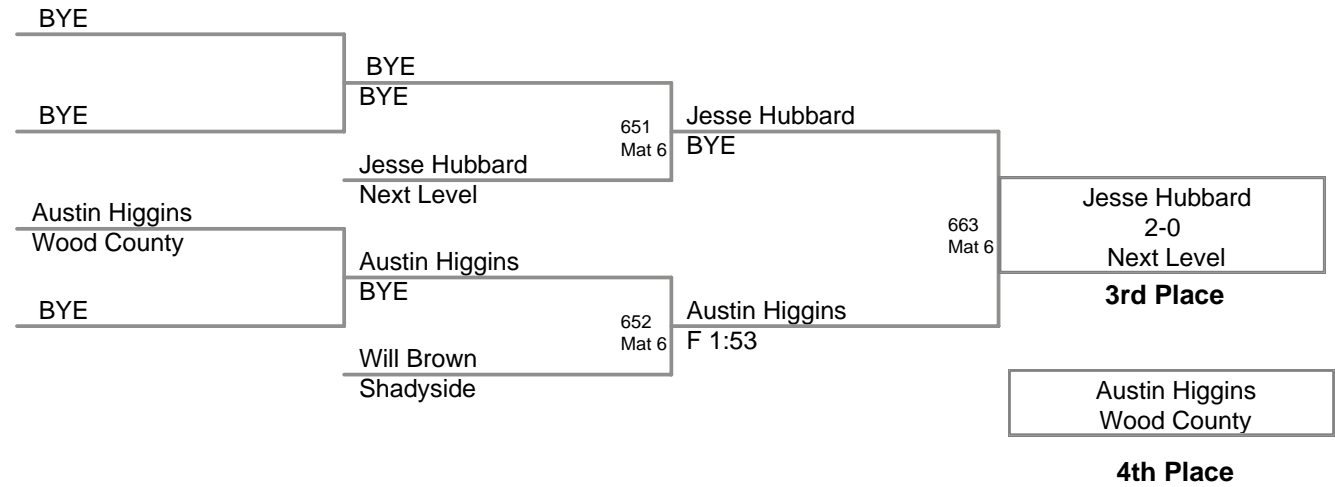 BYE
BYE
BYE
BYE
651
Mat 6
Jesse Hubbard
BYE
Jesse Hubbard
Next Level
Austin Higgins
Wood County
Austin Higgins
BYE
BYE
652
Mat 6
Austin Higgins
F 1:53
Will Brown
Shadyside
663
Mat 6
Jesse Hubbard
2-0
Next Level
3rd Place
Austin Higgins
Wood County
4th Place